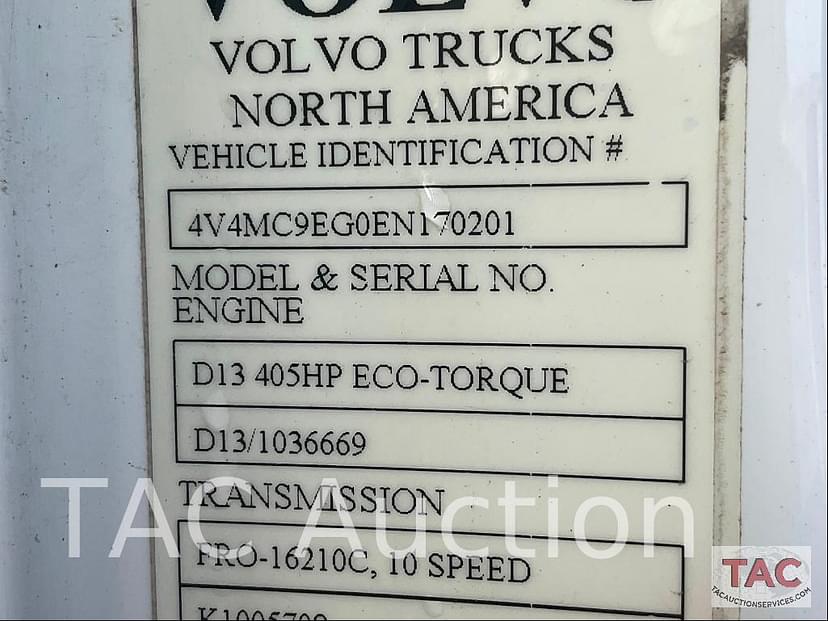 VOLVO
VOLVO TRUCKS
NORTH AMERICA
VEHICLE IDENTIFICATION #
4V4MC9EG0EN170201
MODEL & SERIAL NO.
ENGINE
D13 405HP ECO-TORQUE
D13/1036669
TRANSMISSION
FRO-16210C, 10 SPEED
TAC Auction
TAC
TACAUCTIONSERVICES.COM